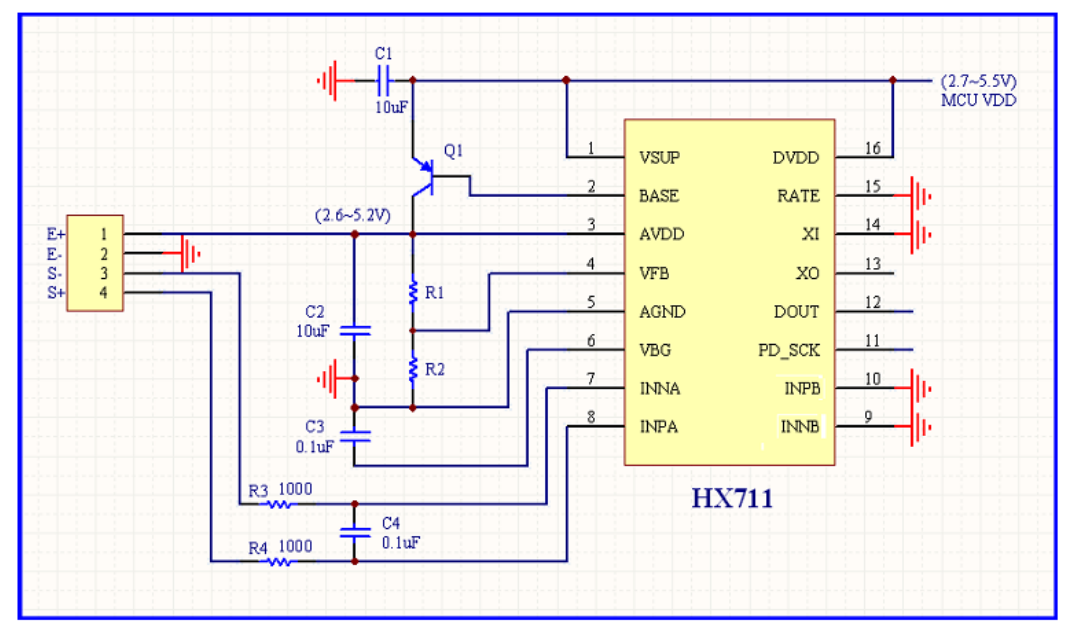 C1
10uF
(2.7~5.5V)
MCU VDD
Q1
(2.6~5.2V)
E+ 1
E- 2
S- 3
S+ 4
1 VSUP DVDD 16
2 BASE RATE 15
3 AVDD XI 14
4 VFB XO 13
5 AGND DOUT 12
6 VBG PD_SCK 11
7 INNA INPB 10
8 INPA INNB 9
R1
C2
10uF
R2
C3
0.1uF
R3 1000
C4
0.1uF
R4 1000
HX711